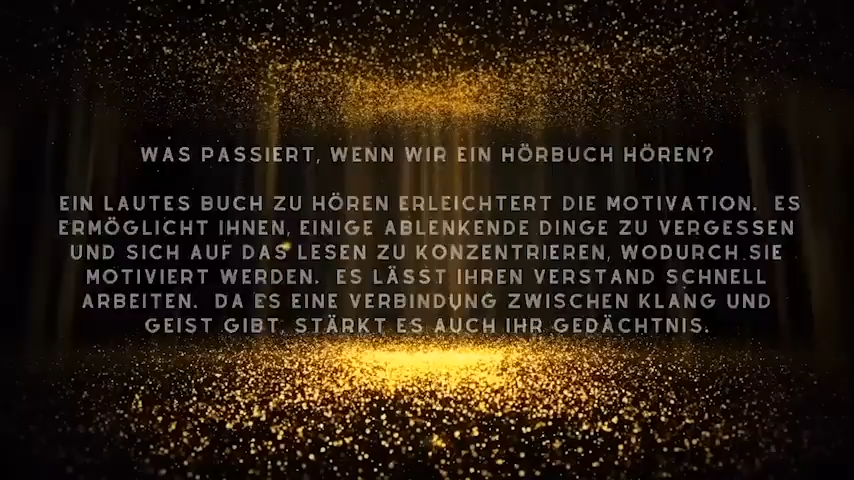 WAS PASSIERT, WENN WIR EIN HÖRBUCH HÖREN?
EIN LAUTES BUCH ZU HÖREN ERLEICHTERT DIE MOTIVATION. ES
ERMÖGLICHT IHNEN, EINIGE ABLENKENDE DINGE ZU VERGESSEN
UND SICH AUF DAS LESEN ZU KONZENTRIEREN, WODURCH SIE
MOTIVIERT WERDEN. ES LÄSST IHREN VERSTAND SCHNELL
ARBEITEN. DA ES EINE VERBINDUNG ZWISCHEN KLANG UND
GEIST GIBT, STÄRKT ES AUCH IHR GEDÄCHTNIS.